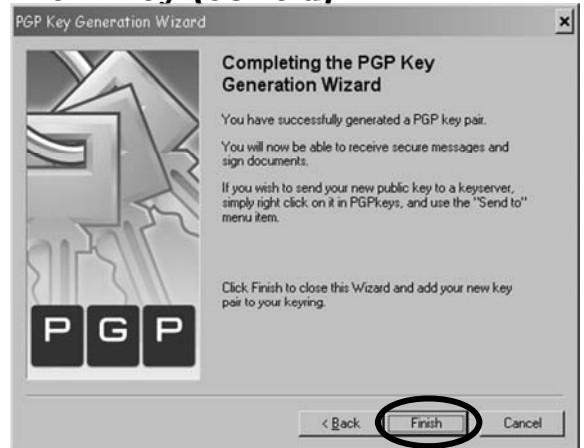 PGP Key Generation Wizard
Completing the PGP Key
Generation Wizard
You have successfully generated a PGP key pair.
You will now be able to receive secure messages and
sign documents.
If you wish to send your new public key to a keyserver,
simply right click on it in PGPkeys, and use the "Send to"
menu item.
Click Finish to close this Wizard and add your new key
pair to your keyring.
P G P
< Back Finish Cancel